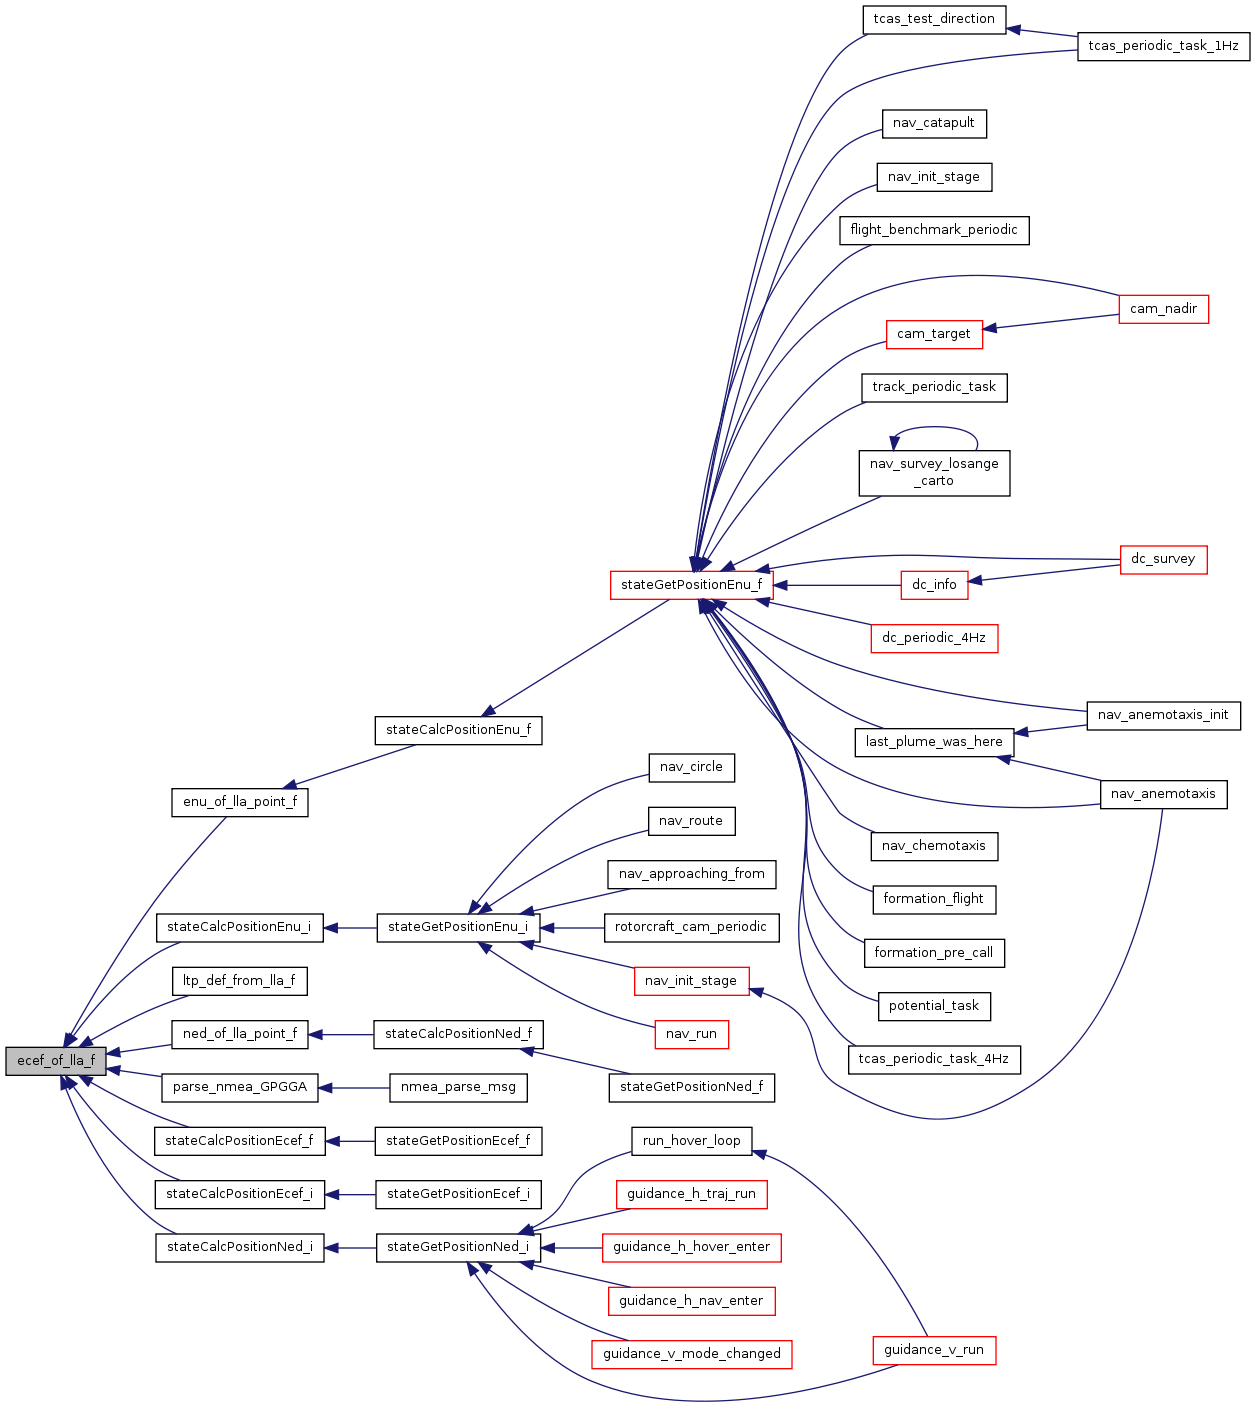 tcas_test_direction
tcas_periodic_task_1Hz
nav_catapult
nav_init_stage
flight_benchmark_periodic
cam_nadir
cam_target
track_periodic_task
nav_survey_losange
_carto
dc_survey
stateGetPositionEnu_f
dc_info
dc_periodic_4Hz
nav_anemotaxis_init
stateCalcPositionEnu_f
last_plume_was_here
nav_circle
enu_of_lla_point_f
nav_anemotaxis
nav_route
nav_chemotaxis
nav_approaching_from
formation_flight
stateCalcPositionEnu_i
stateGetPositionEnu_i
rotorcraft_cam_periodic
formation_pre_call
ltp_def_from_lla_f
nav_init_stage
potential_task
ned_of_lla_point_f
stateCalcPositionNed_f
nav_run
ecef_of_lla_f
tcas_periodic_task_4Hz
parse_nmea_GPGGA
nmea_parse_msg
stateGetPositionNed_f
stateCalcPositionEcef_f
stateGetPositionEcef_f
run_hover_loop
stateCalcPositionEcef_i
stateGetPositionEcef_i
guidance_h_traj_run
stateCalcPositionNed_i
stateGetPositionNed_i
guidance_h_hover_enter
guidance_h_nav_enter
guidance_v_mode_changed
guidance_v_run